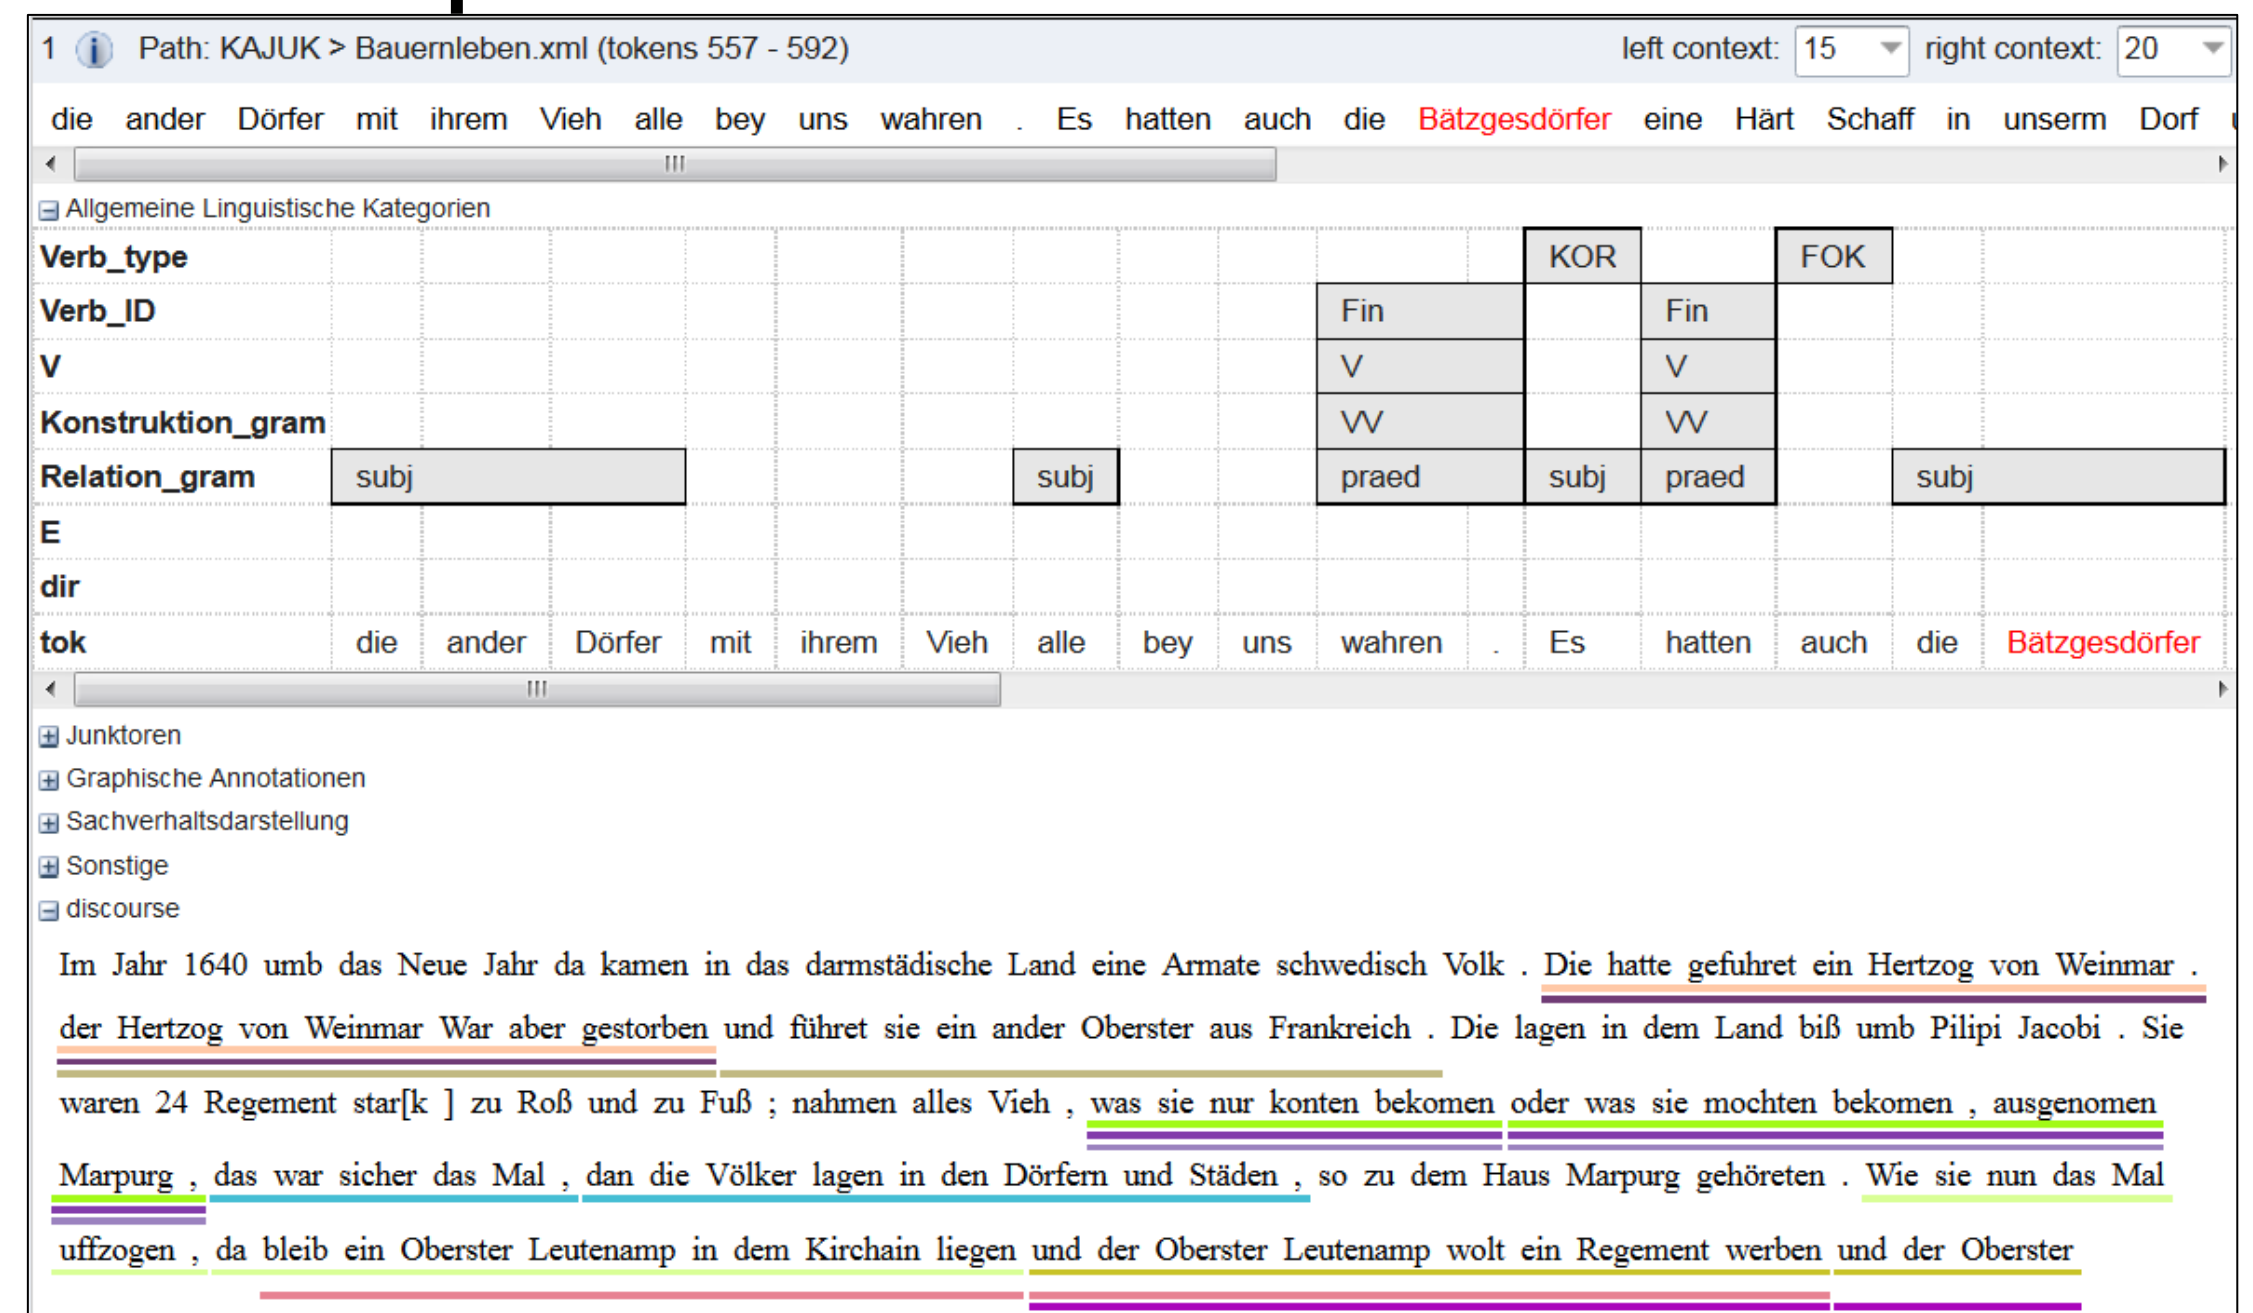 1 Path: KAJUK > Bauernleben.xml (tokens 557 - 592) left context: 15 right context: 20
die ander Dörfer mit ihrem Vieh alle bey uns wahren . Es hatten auch die Bätzgesdörfer eine Härt Schaff in unserm Dorf
Allgemeine Linguistische Kategorien
Verb_type KOR FOK
Verb_ID Fin Fin
V V V
Konstruktion_gram VV VV
Relation_gram subj subj praed subj praed subj
E
dir
tok die ander Dörfer mit ihrem Vieh alle bey uns wahren . Es hatten auch die Bätzgesdörfer
Junktoren
Graphische Annotationen
Sachverhaltsdarstellung
Sonstige
discourse
Im Jahr 1640 umb das Neue Jahr da kamen in das darmstädische Land eine Armate schwedisch Volk . Die hatte gefuhret ein Hertzog von Weinmar .
der Hertzog von Weinmar War aber gestorben und führet sie ein ander Oberster aus Frankreich . Die lagen in dem Land biß umb Pilipi Jacobi . Sie
waren 24 Regement star[k ] zu Roß und zu Fuß ; nahmen alles Vieh , was sie nur konten bekomen oder was sie mochten bekomen , ausgenomen
Marpurg , das war sicher das Mal , dan die Völker lagen in den Dörfern und Städen , so zu dem Haus Marpurg gehöreten . Wie sie nun das Mal
uffzogen , da bleib ein Oberster Leutenamp in dem Kirchain liegen und der Oberster Leutenamp wolt ein Regement werben und der Oberster